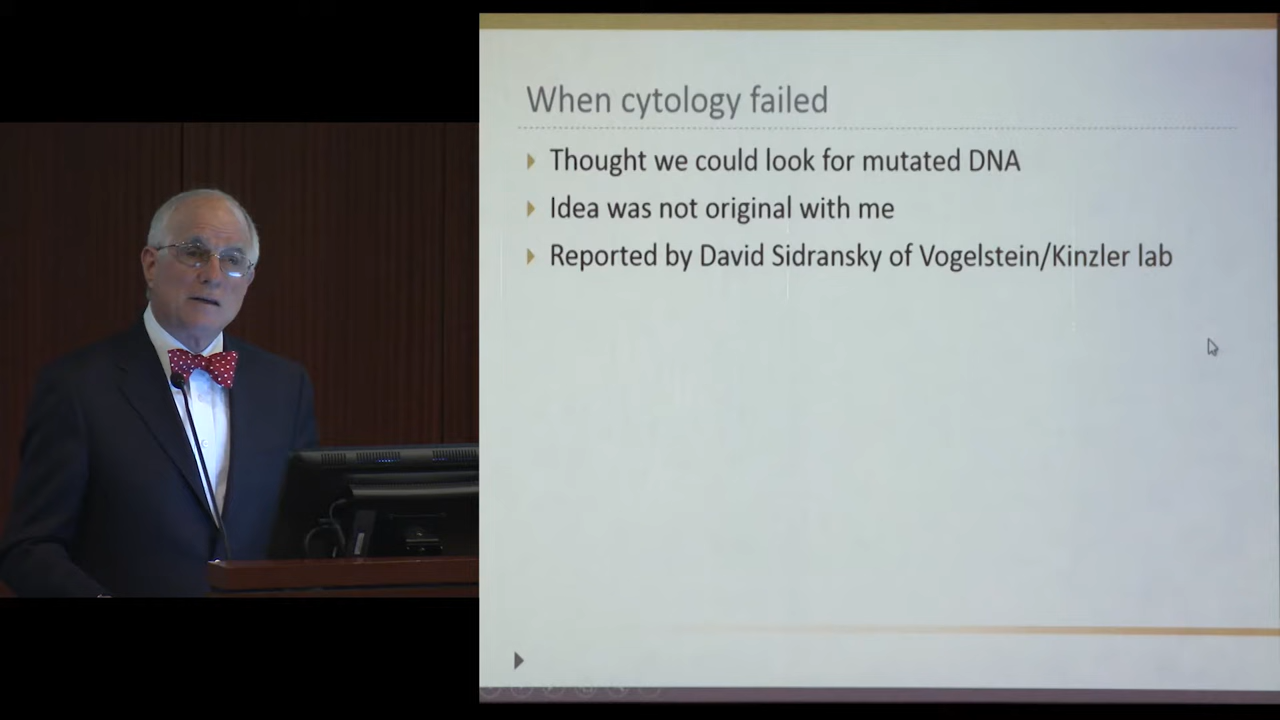 When cytology failed
Thought we could look for mutated DNA
Idea was not original with me
Reported by David Sidransky of Vogelstein/Kinzler lab